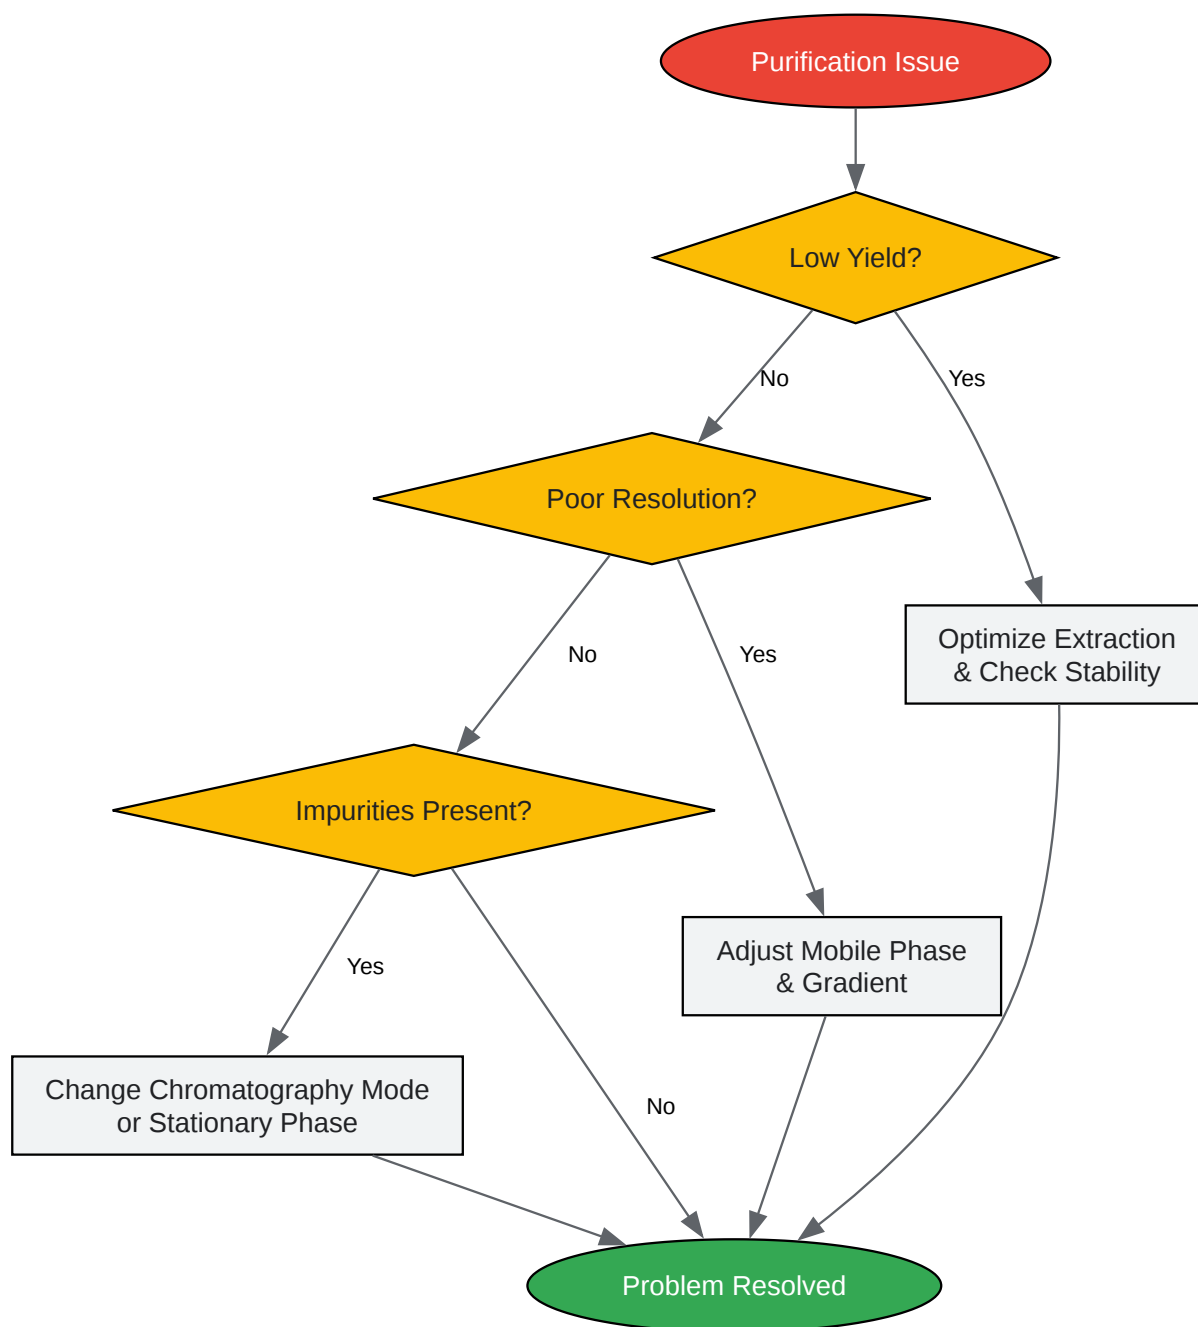 Purification Issue
Low Yield?
No
Yes
Poor Resolution?
No
Yes
Optimize Extraction
& Check Stability
Impurities Present?
Yes
No
Adjust Mobile Phase
& Gradient
Change Chromatography Mode
or Stationary Phase
Problem Resolved